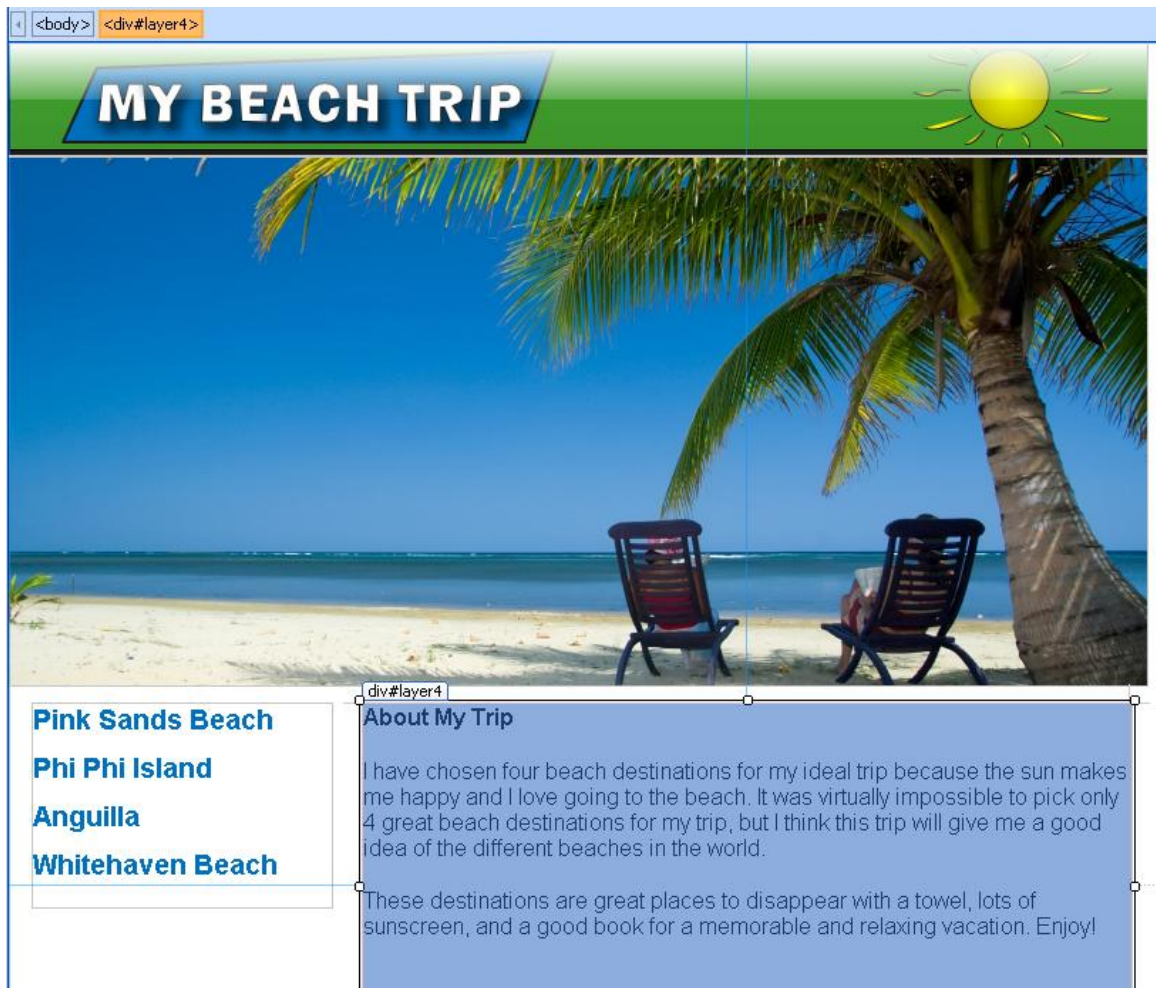 <body> <div#layer4>
MY BEACH TRIP
div#layer4
Pink Sands Beach
Phi Phi Island
Anguilla
Whitehaven Beach
About My Trip
I have chosen four beach destinations for my ideal trip because the sun makes
me happy and I love going to the beach. It was virtually impossible to pick only
4 great beach destinations for my trip, but I think this trip will give me a good
idea of the different beaches in the world.
These destinations are great places to disappear with a towel, lots of
sunscreen, and a good book for a memorable and relaxing vacation. Enjoy!